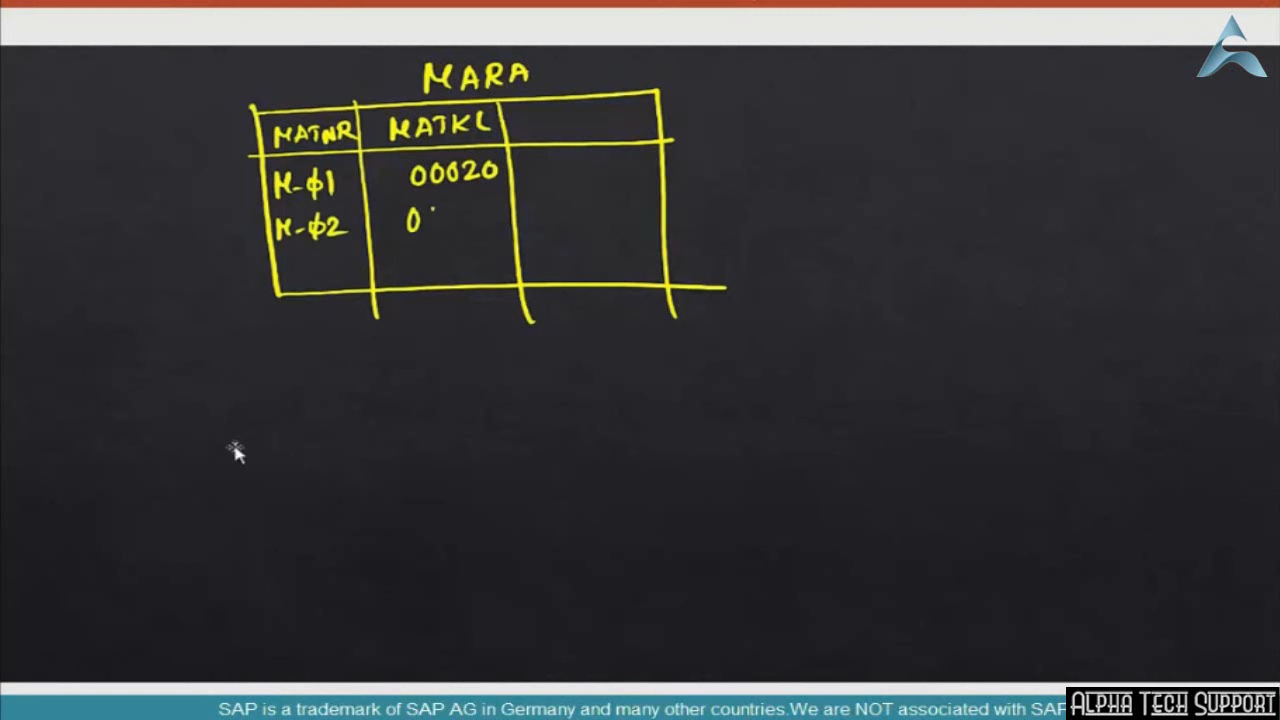 MARA
MATNR MATKL
M-φ1 00020
M-φ2 0
SAP is a trademark of SAP AG in Germany and many other countries.We are NOT associated with SAP
ALPHA TECH SUPPORT